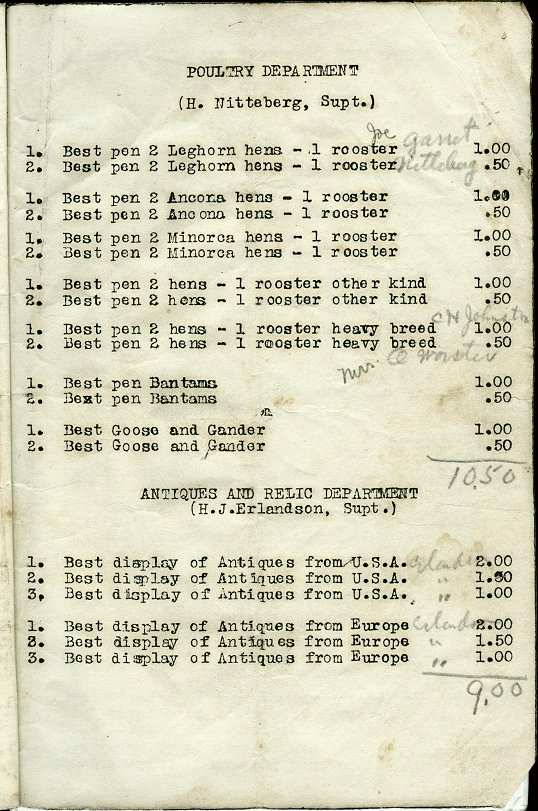 POULTRY DEPARTMENT
(H. Nitteberg, Supt.)
Joe Garret
1. Best pen 2 Leghorn hens - 1 rooster 1.00
2. Best pen 2 Leghorn hens - 1 rooster Nitteberg .50
1. Best pen 2 Ancona hens - 1 rooster 1.00
2. Best pen 2 Ancona hens - 1 rooster .50
1. Best pen 2 Minorca hens - 1 rooster 1.00
2. Best pen 2 Minorca hens - 1 rooster .50
1. Best pen 2 hens - 1 rooster other kind 1.00
2. Best pen 2 hens - 1 rooster other kind .50
C H Johnston
1. Best pen 2 hens - 1 rooster heavy breed 1.00
2. Best pen 2 hens - 1 rooster heavy breed .50
Mrs. C Worster
1. Best pen Bantams 1.00
2. Bext pen Bantams .50
1. Best Goose and Gander 1.00
2. Best Goose and Gander .50
10.50
ANTIQUES AND RELIC DEPARTMENT
(H.J.Erlandson, Supt.)
1. Best display of Antiques from U.S.A. 2.00
2. Best display of Antiques from U.S.A. " 1.50
3. Best display of Antiques from U.S.A. " 1.00
1. Best display of Antiques from Europe 2.00
2. Best display of Antiques from Europe " 1.50
3. Best display of Antiques from Europe " 1.00
9.00